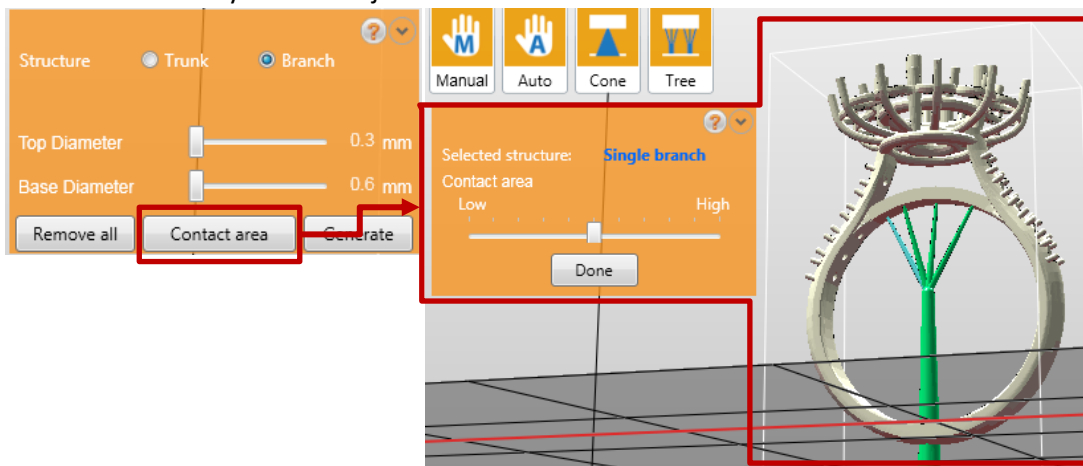 Structure Trunk Branch
Top Diameter 0.3 mm
Base Diameter 0.6 mm
Remove all Contact area Generate
M A
Manual Auto Cone Tree
Selected structure: Single branch
Contact area
Low High
Done